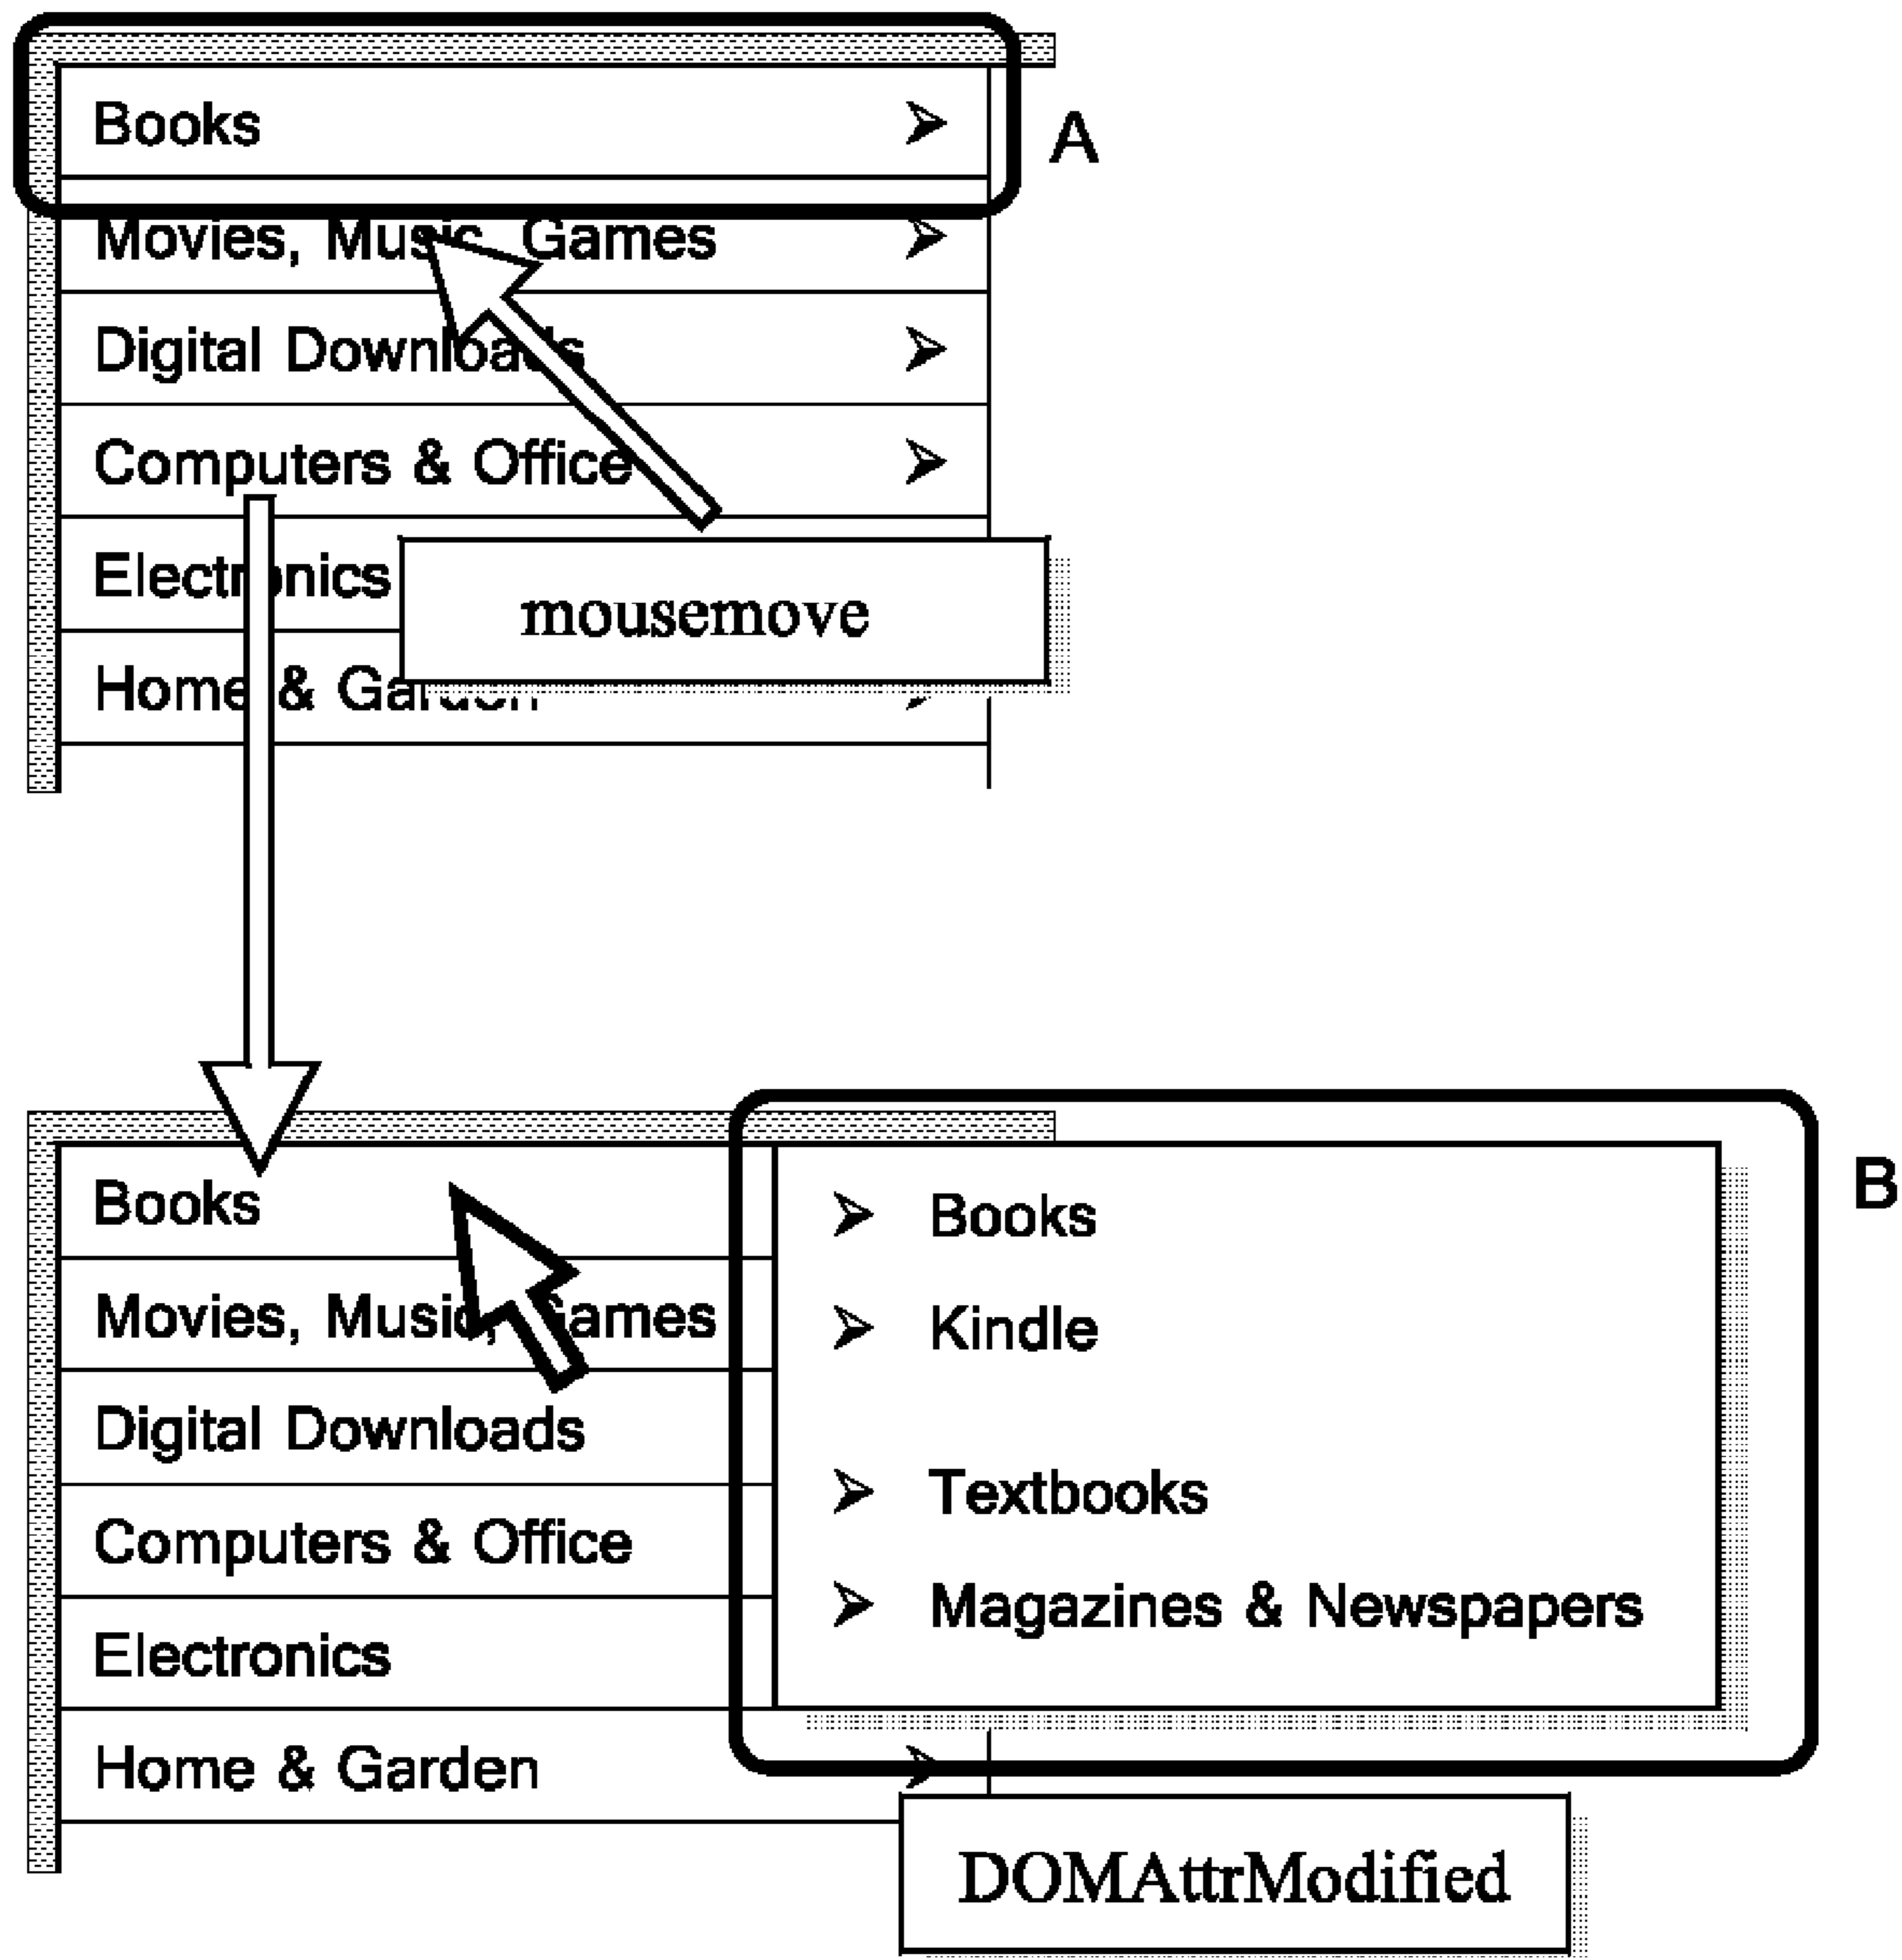 Books
A
Movies, Music, Games
Digital Downloads
Computers & Office
Electronics
mousemove
Home & Garden
Books
Movies, Music, Games
Digital Downloads
Computers & Office
Electronics
Home & Garden
Books
Kindle
Textbooks
Magazines & Newspapers
B
DOMAttrModified